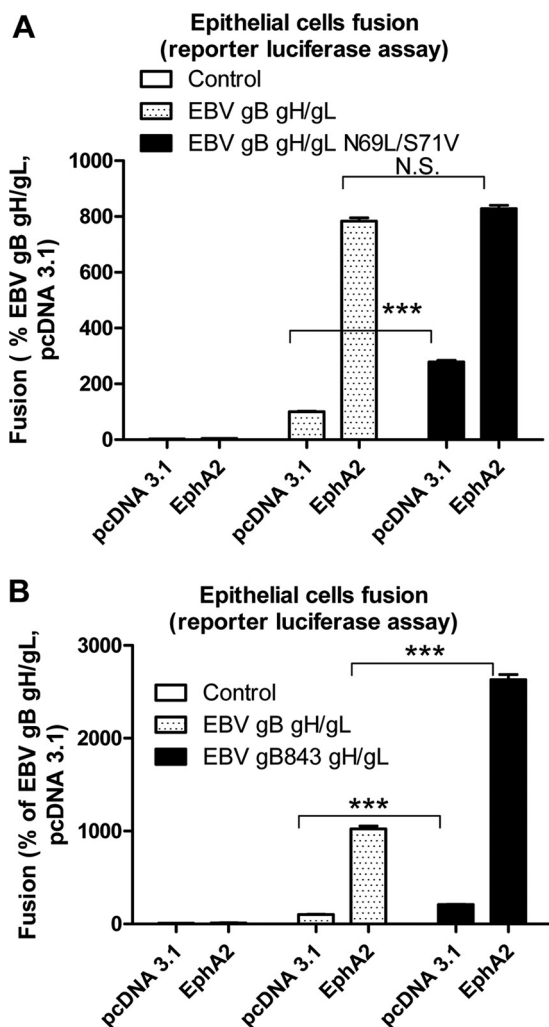 A
Epithelial cells fusion
(reporter luciferase assay)
Control
EBV gB gH/gL
EBV gB gH/gL N69L/S71V
N.S.
***
Fusion ( % EBV gB gH/gL,
pcDNA 3.1)
1000
800
600
400
200
0
pcDNA 3.1
EphA2
pcDNA 3.1
EphA2
pcDNA 3.1
EphA2
B
Epithelial cells fusion
(reporter luciferase assay)
Control
EBV gB gH/gL
EBV gB843 gH/gL
***
***
Fusion (% of EBV gB gH/gL,
pcDNA 3.1)
3000
2000
1000
0
pcDNA 3.1
EphA2
pcDNA 3.1
EphA2
pcDNA 3.1
EphA2